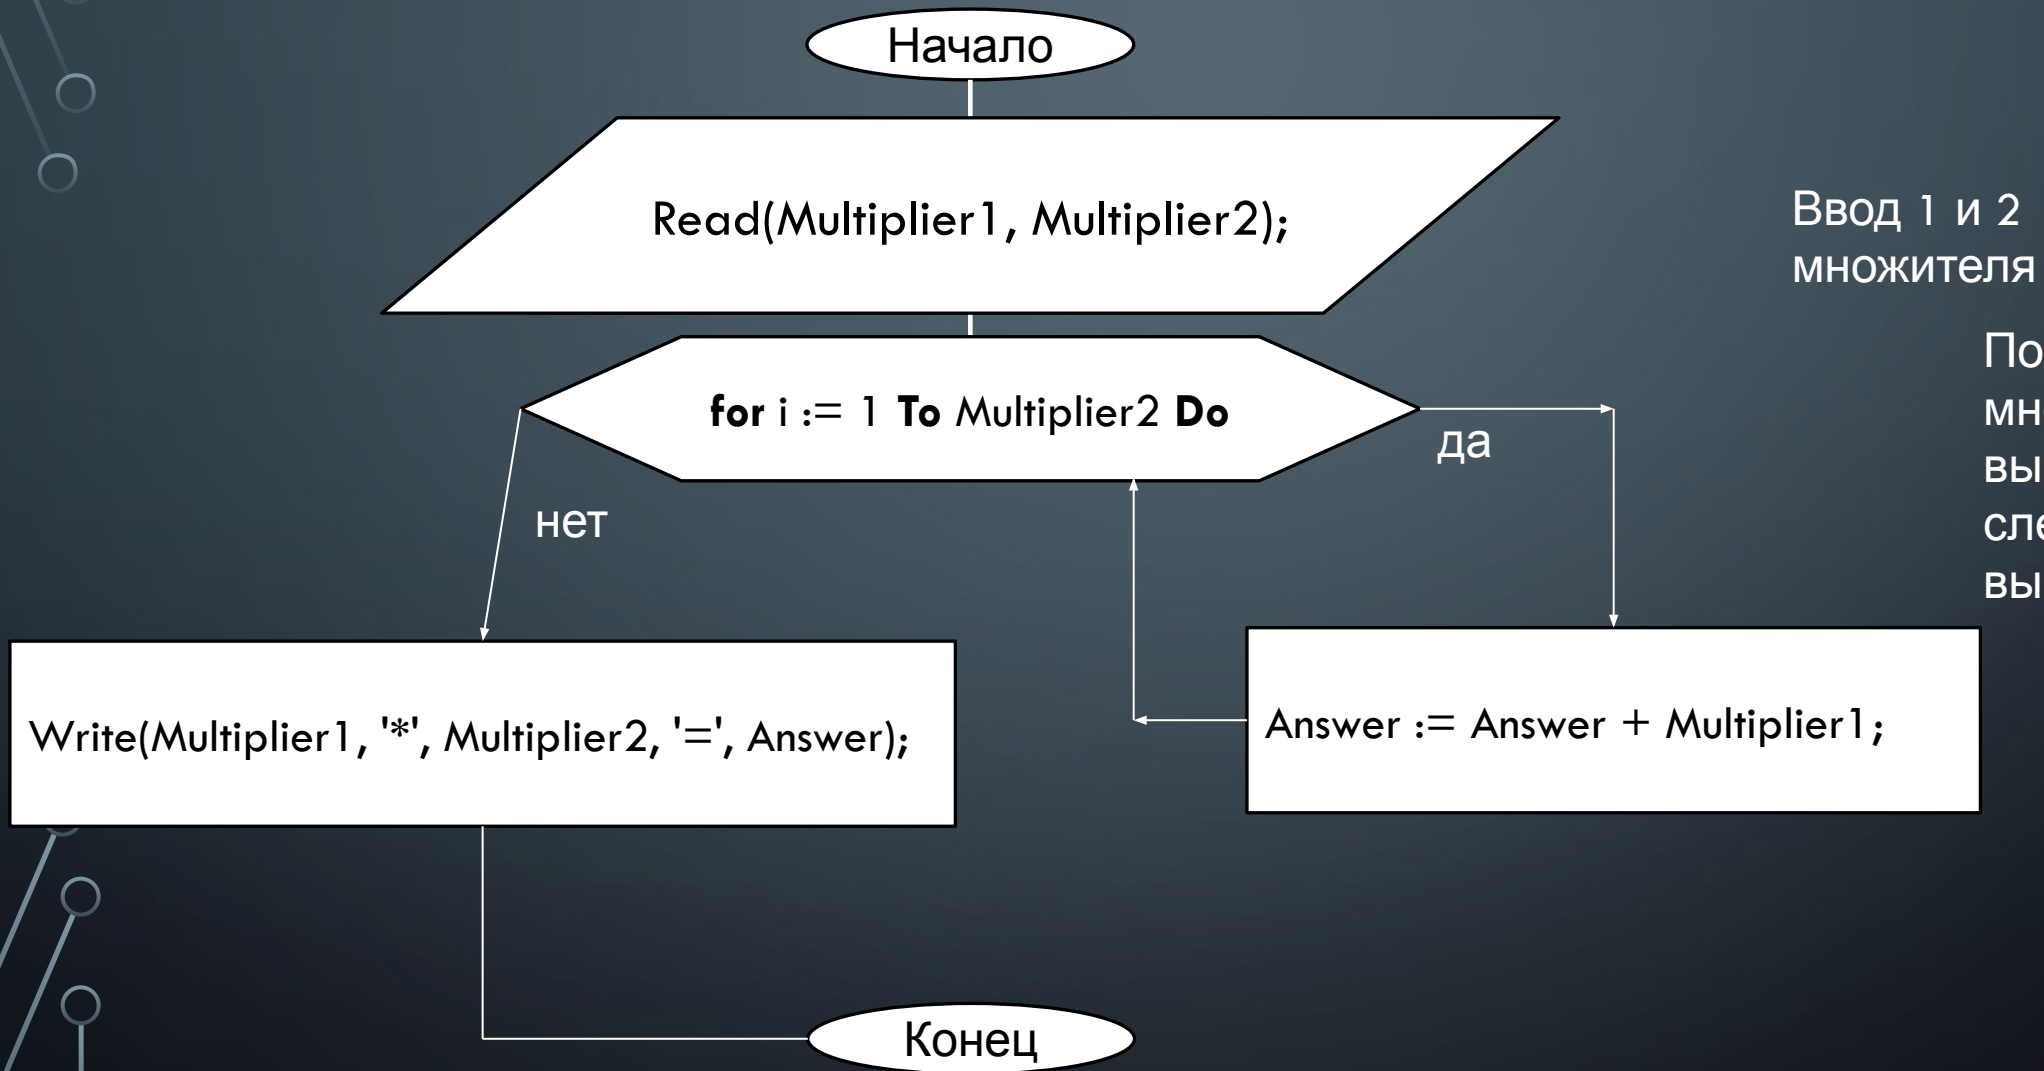 Начало
Read(Multiplier1, Multiplier2);
Ввод 1 и 2
множителя
for i := 1 To Multiplier2 Do
да
нет
Write(Multiplier1, '*', Multiplier2, '=', Answer);
Answer := Answer + Multiplier1;
Конец